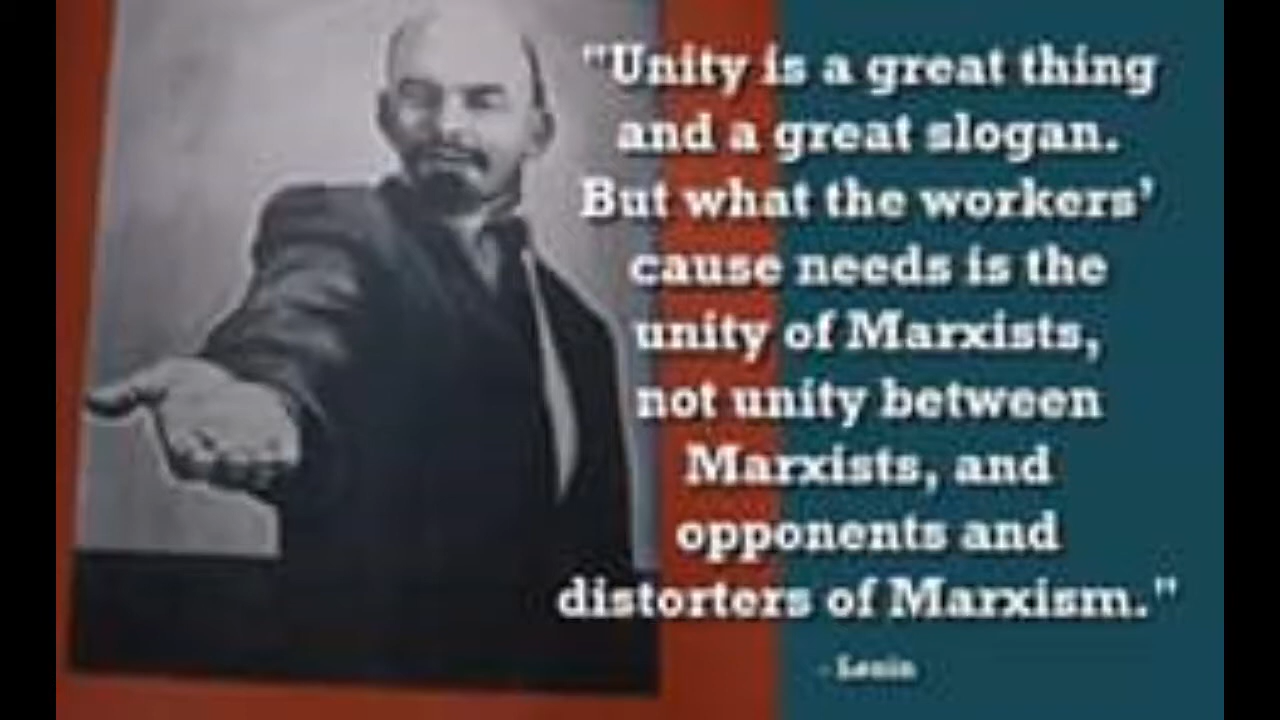 "Unity is a great thing
and a great slogan.
But what the workers'
cause needs is the
unity of Marxists,
not unity between
Marxists, and
opponents and
distorters of Marxism."
- Lenin